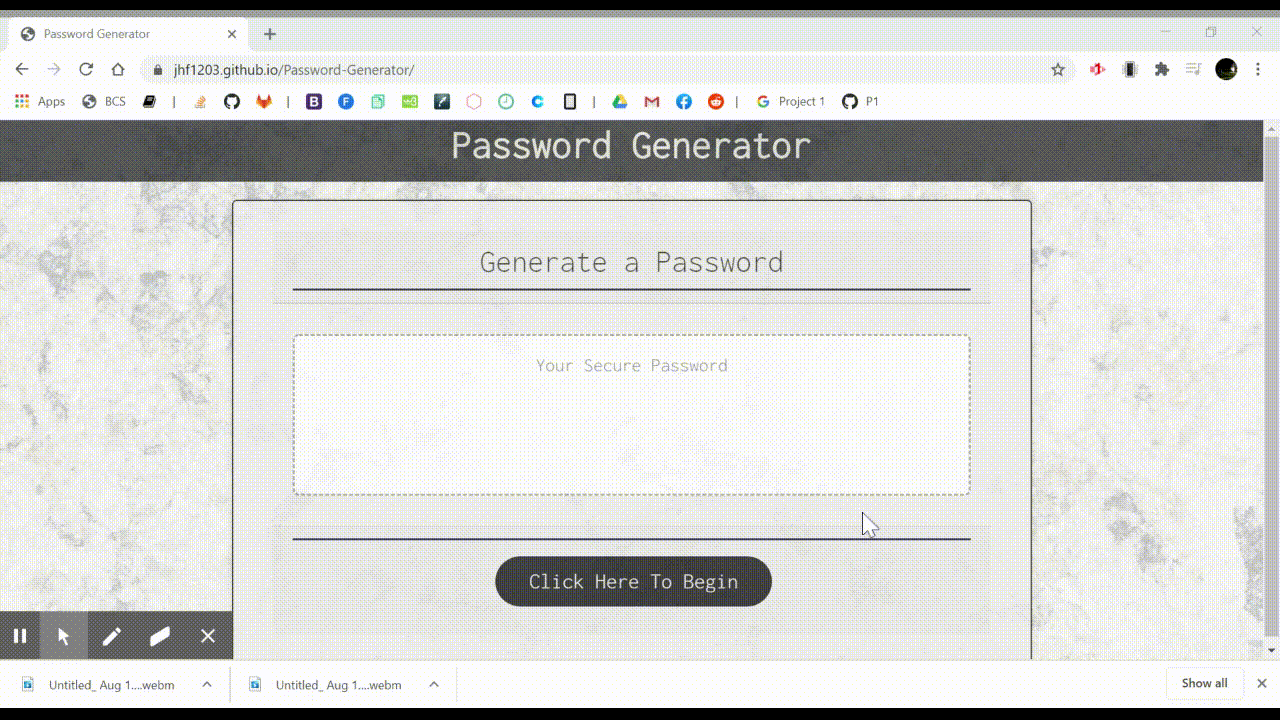 Password Generator
jhf1203.github.io/Password-Generator/
Apps BCS | | | Project 1 P1
Password Generator
Generate a Password
Your Secure Password
Click Here To Begin
Untitled_ Aug 1....webm Untitled_ Aug 1....webm Show all